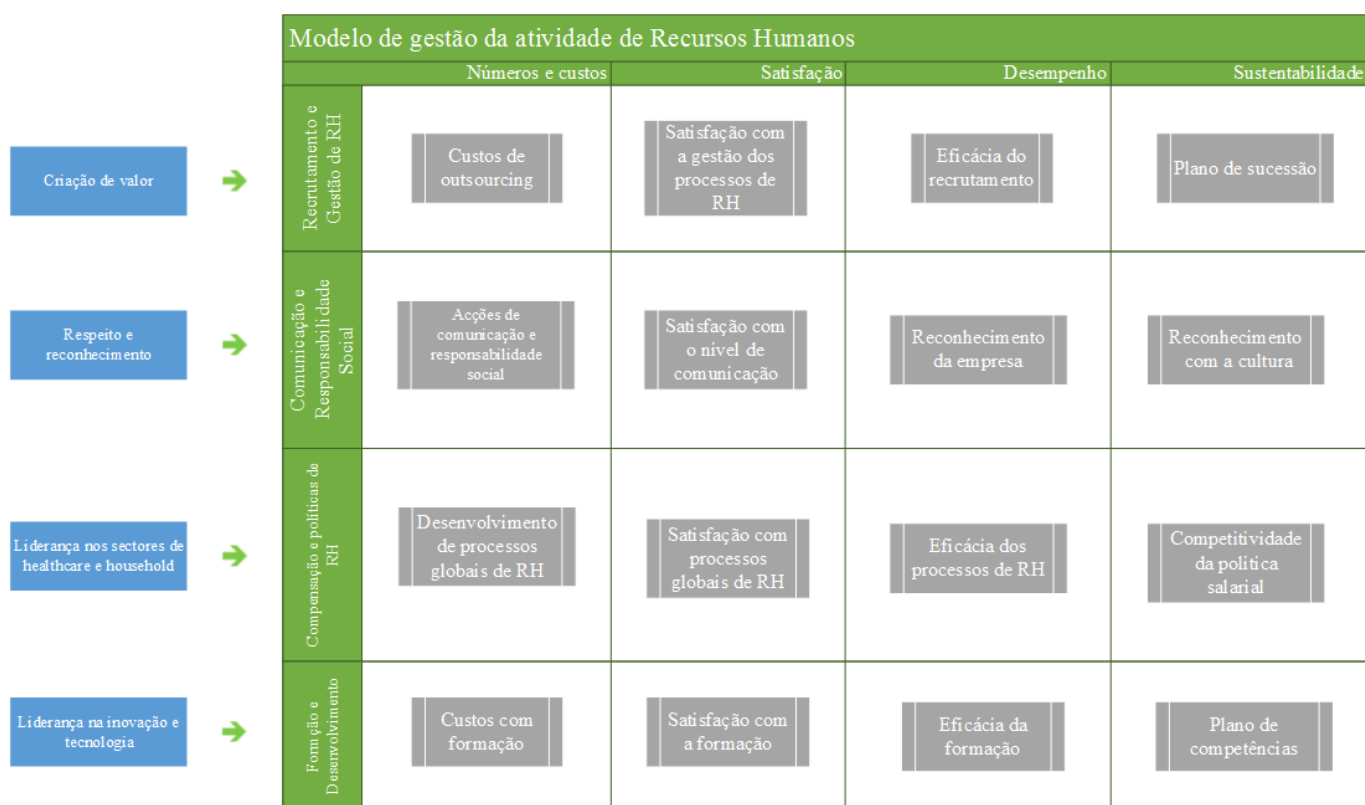 Modelo de gestão da atividade de Recursos Humanos
Números e custos
Satisfação
Desempenho
Sustentabilidade
Criação de valor
Recrutamento e
Gestão de RH
Custos de
outsourcing
Satisfação com
a gestão dos
processos de
RH
Eficácia do
recrutamento
Plano de sucessão
Respeito e
reconhecimento
Comunicação e
Responsabilidade
Social
Acções de
comunicação e
responsabilidade
social
Satisfação com
o nível de
comunicação
Reconhecimento
da empresa
Reconhecimento
com a cultura
Liderança nos sectores de
healthcare e household
Compensação e políticas de
RH
Desenvolvimento
de processos
globais de RH
Satisfação com
processos
globais de RH
Eficácia dos
processos de RH
Competitividade
da política
salarial
Liderança na inovação e
tecnologia
Formção e
Desenvolvimento
Custos com
formação
Satisfação com
a formação
Eficácia da
formação
Plano de
competências